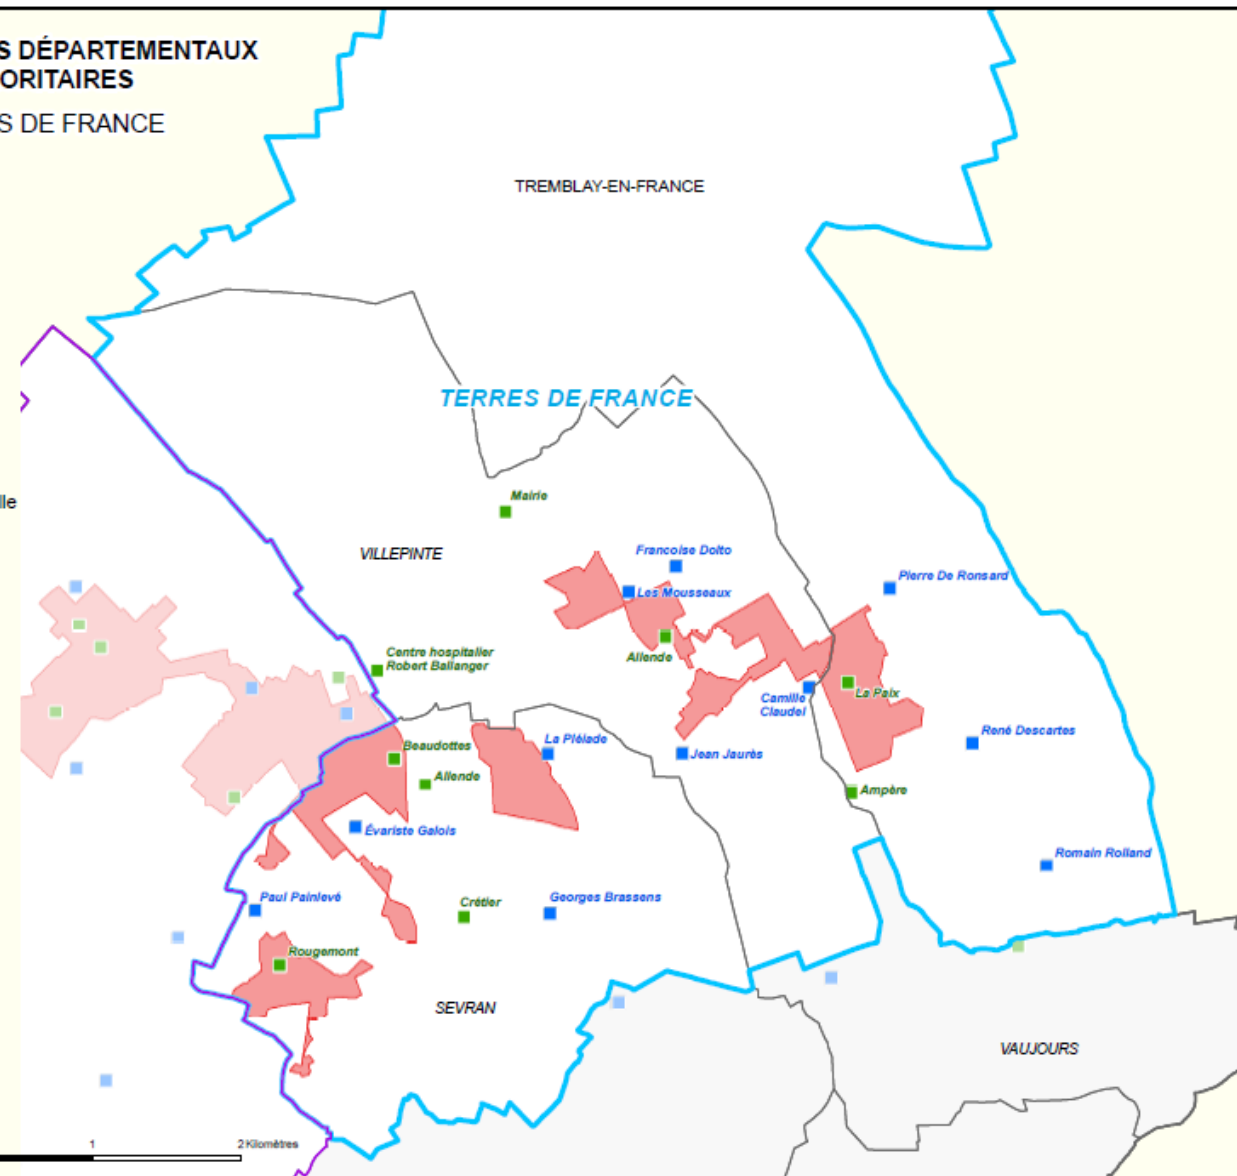 S DÉPARTEMENTAUX
ORITAIRES
S DE FRANCE
TREMBLAY-EN-FRANCE
TERRES DE FRANCE
lle
Mairie
VILLEPINTE
Francoise Dolto
Pierre De Ronsard
Les Mousseaux
Centre hospitalier
Robert Ballanger
Allende
La Paix
Camille
Claudel
René Descartes
Beaudottes
La Pléiade
Jean Jaurès
Allende
Ampère
Évariste Galois
Romain Rolland
Paul Painlevé
Crétier
Georges Brassens
Rougemont
SEVRAN
VAUJOURS
1
2 Kilomètres